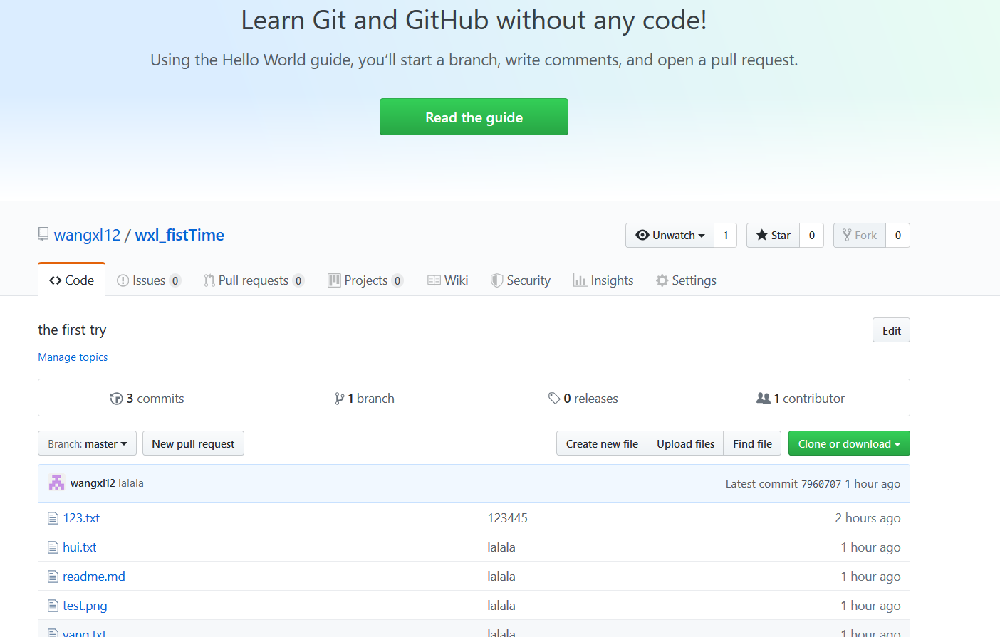 Learn Git and GitHub without any code!
Using the Hello World guide, you’ll start a branch, write comments, and open a pull request.
Read the guide
wangxl12 / wxl_fistTime
Unwatch 1 Star 0 Fork 0
Code Issues 0 Pull requests 0 Projects 0 Wiki Security Insights Settings
the first try
Edit
Manage topics
3 commits 1 branch 0 releases 1 contributor
Branch: master New pull request Create new file Upload files Find file Clone or download
wangxl12 lalala Latest commit 7960707 1 hour ago
123.txt 123445 2 hours ago
hui.txt lalala 1 hour ago
readme.md lalala 1 hour ago
test.png lalala 1 hour ago
yang.txt lalala 1 hour ago